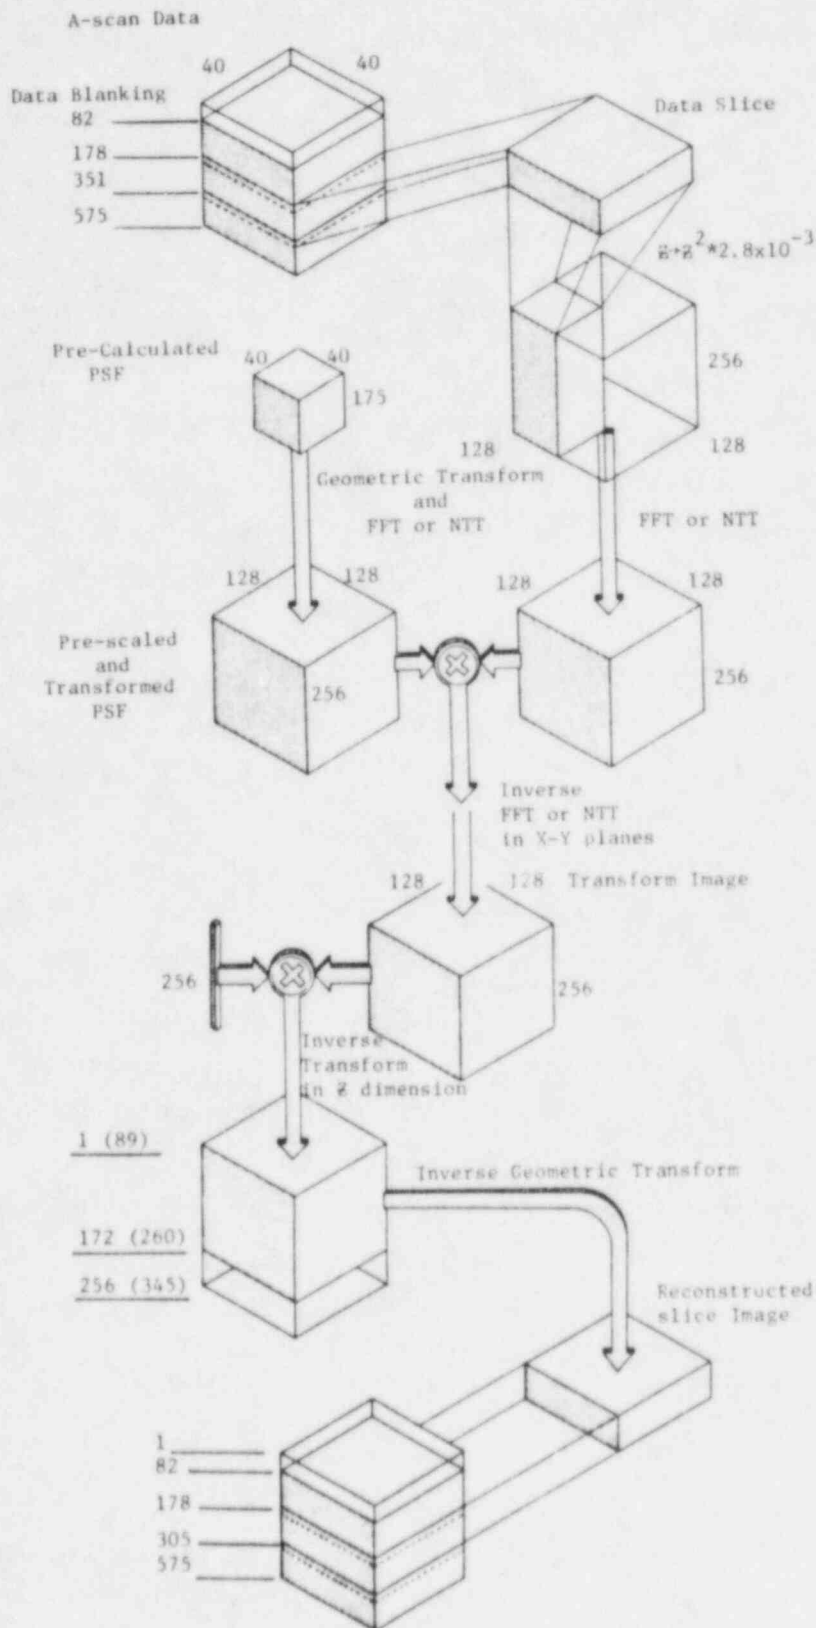 A-scan Data
40
40
Data Blanking
82
178
351
575
Data Slice
Ƶ→Ƶ²*2.8x10⁻³
Pre-Calculated
PSF
40
40
175
256
128
128
Geometric Transform
and
FFT or NTT
FFT or NTT
128
128
128
128
Pre-scaled
and
Transformed
PSF
256
256
Inverse
FFT or NTT
in X-Y planes
128
128 Transform Image
256
256
Inverse
Transform
in Ƶ dimension
1 (89)
Inverse Geometric Transform
172 (260)
256 (345)
Reconstructed
slice Image
1
82
178
305
575